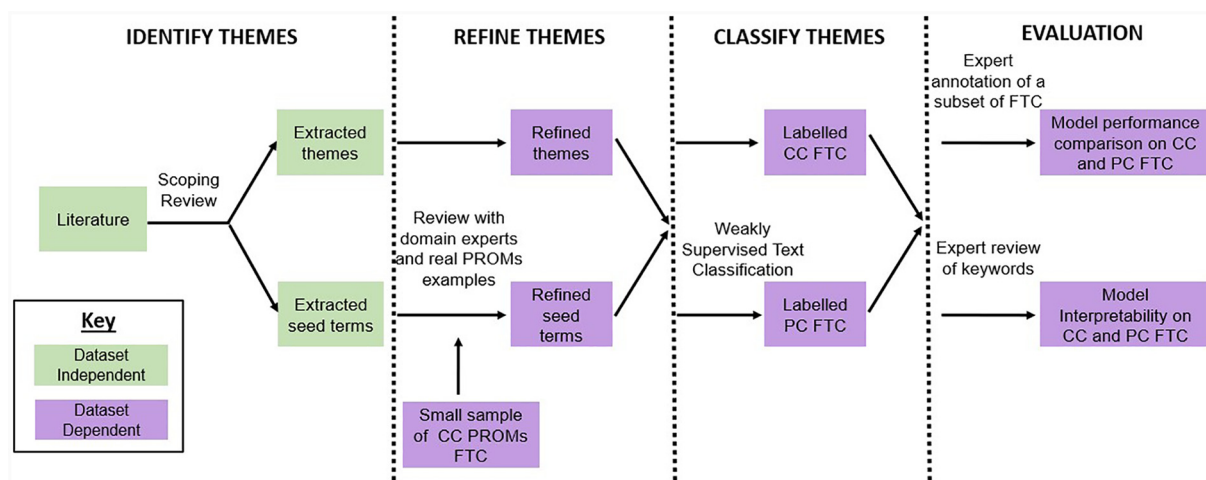 IDENTIFY THEMES
REFINE THEMES
CLASSIFY THEMES
EVALUATION
Literature
Scoping
Review
Extracted
themes
Extracted
seed terms
Key
Dataset
Independent
Dataset
Dependent
Refined
themes
Review with
domain experts
and real PROMs
examples
Refined
seed
terms
Small sample
of CC PROMs
FTC
Labelled
CC FTC
Weakly
Supervised Text
Classification
Labelled
PC FTC
Expert
annotation of a
subset of FTC
Model performance
comparison on CC
and PC FTC
Expert review
of keywords
Model
Interpretability on
CC and PC FTC